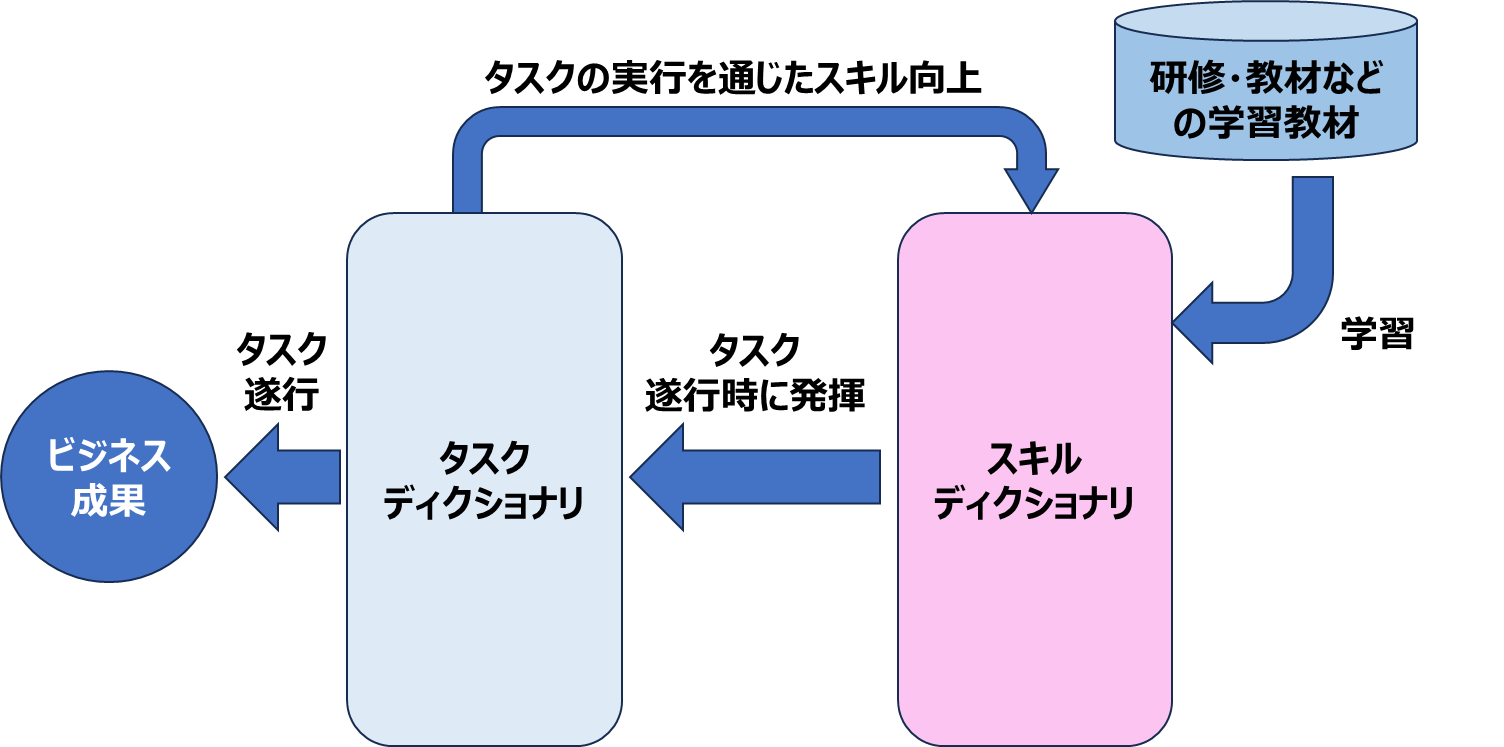 タスクの実行を通じたスキル向上
研修・教材など
の学習教材
学習
タスク
遂行
タスク
遂行時に発揮
ビジネス
成果
タスク
ディクショナリ
スキル
ディクショナリ